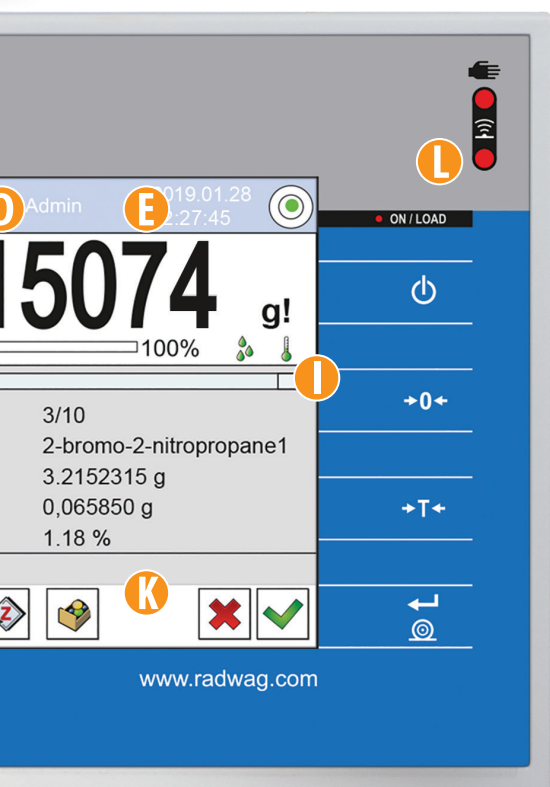 L
Admin
E
2019.01.28
2:27:45
ON / LOAD
15074
g!
100%
I
→0←
3/10
2-bromo-2-nitropropane1
3.2152315 g
0,065850 g
→T←
1.18 %
K
Z
www.radwag.com